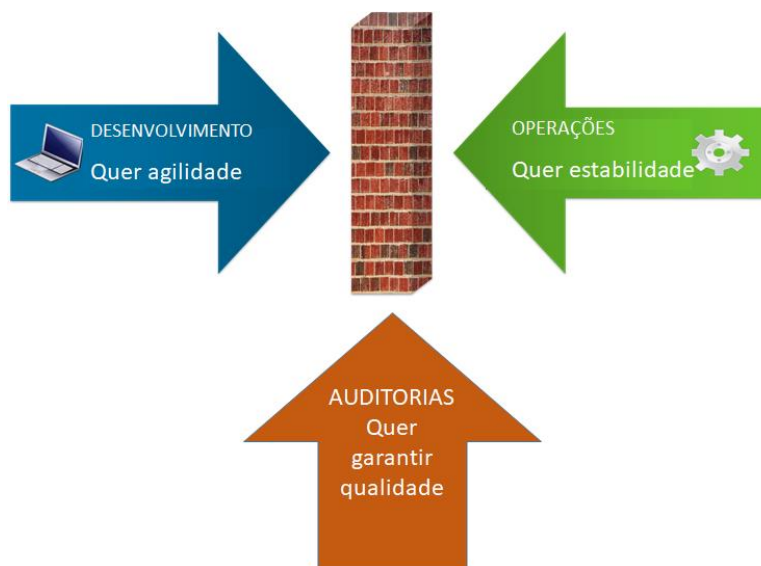 DESENVOLVIMENTO
Quer agilidade
OPERAÇÕES
Quer estabilidade
AUDITORIAS
Quer
garantir
qualidade